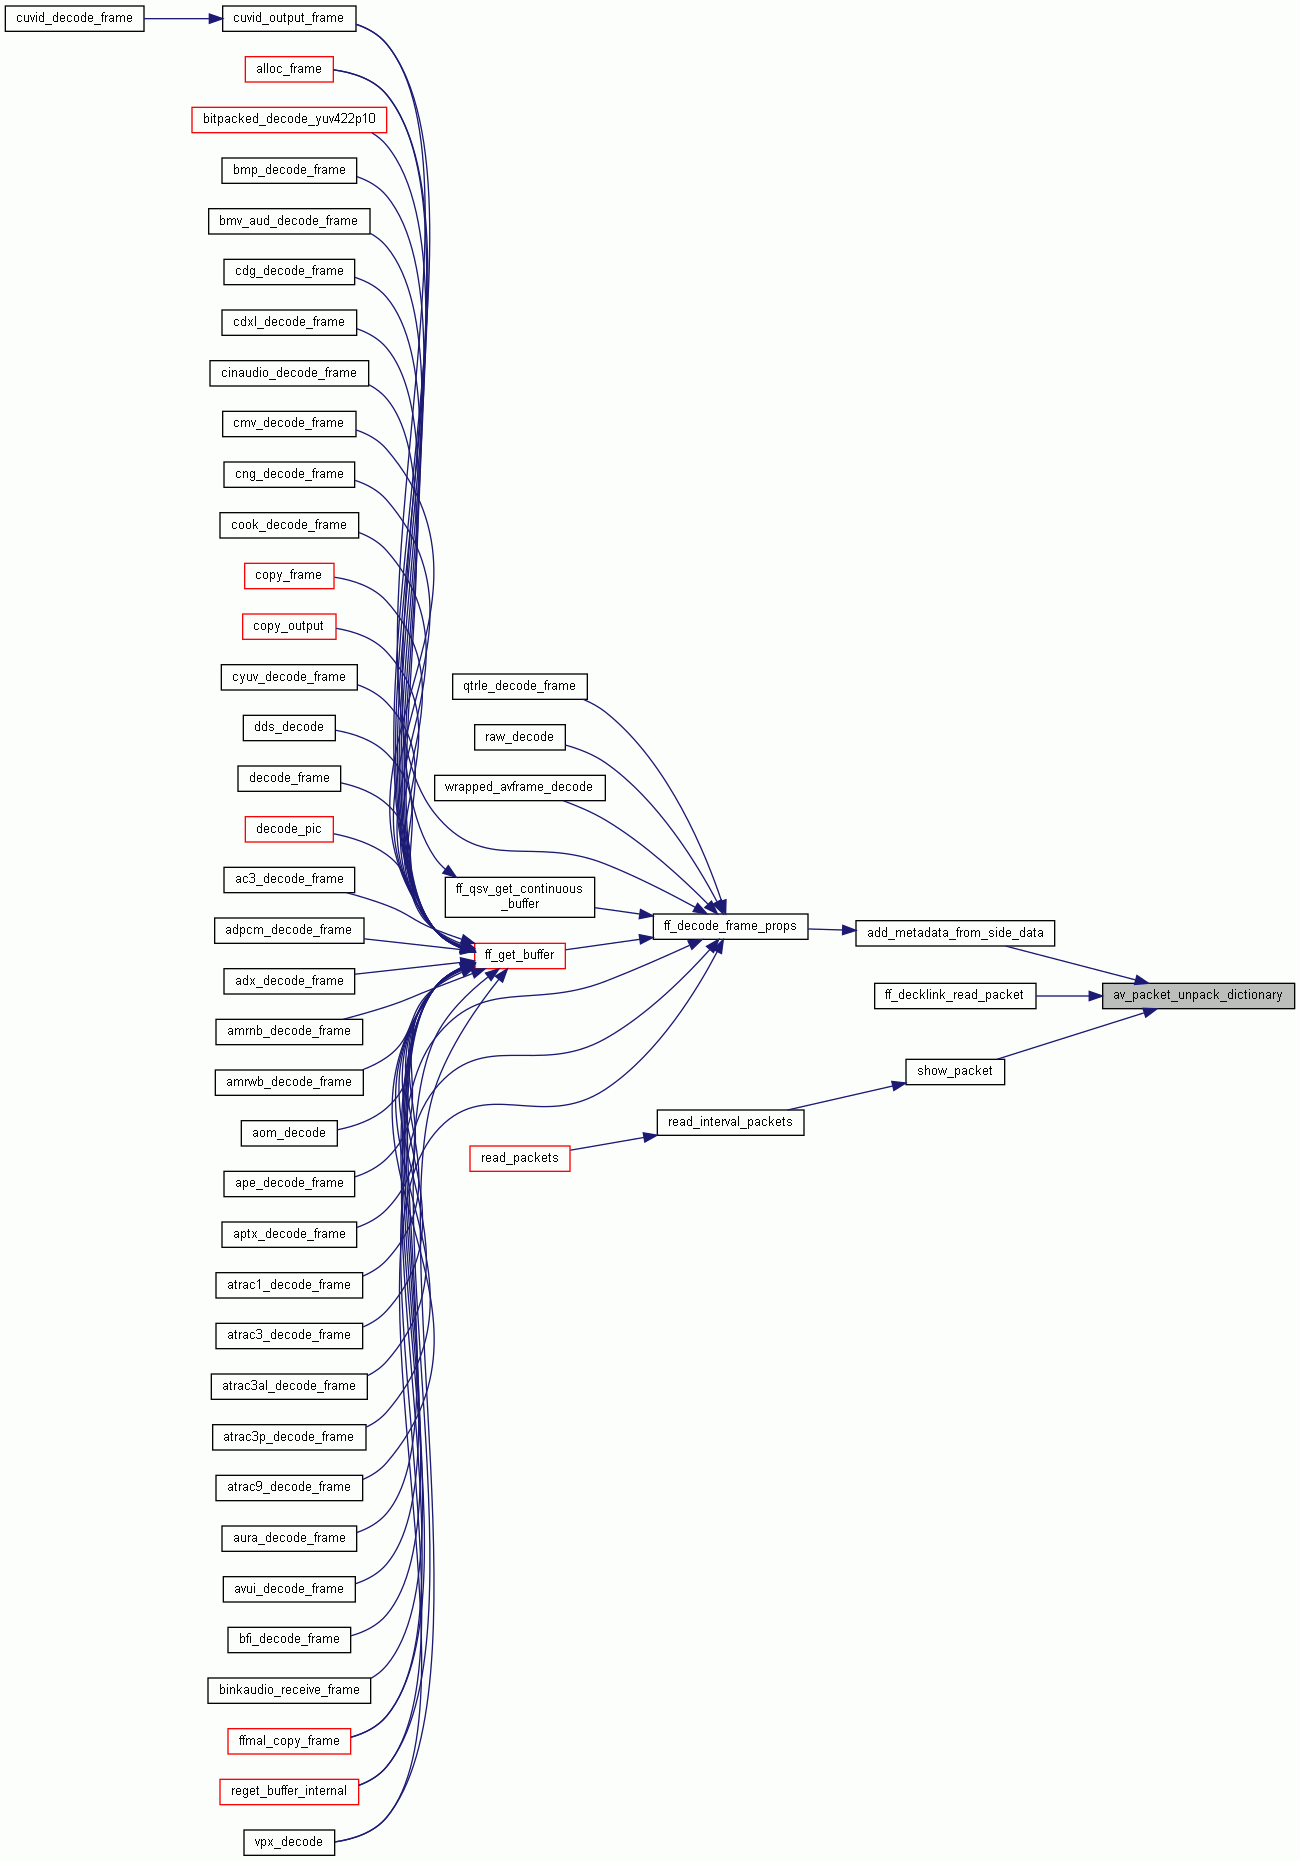 cuvid_decode_frame
cuvid_output_frame
alloc_frame
bitpacked_decode_yuv422p10
bmp_decode_frame
bmv_aud_decode_frame
cdg_decode_frame
cdxl_decode_frame
cinaudio_decode_frame
cmv_decode_frame
cng_decode_frame
cook_decode_frame
copy_frame
copy_output
cyuv_decode_frame
dds_decode
decode_frame
decode_pic
ac3_decode_frame
adpcm_decode_frame
adx_decode_frame
amrnb_decode_frame
amrwb_decode_frame
aom_decode
ape_decode_frame
aptx_decode_frame
atrac1_decode_frame
atrac3_decode_frame
atrac3al_decode_frame
atrac3p_decode_frame
atrac9_decode_frame
aura_decode_frame
avui_decode_frame
bfi_decode_frame
binkaudio_receive_frame
ffmal_copy_frame
reget_buffer_internal
vpx_decode
qtrle_decode_frame
raw_decode
wrapped_avframe_decode
ff_qsv_get_continuous
_buffer
ff_get_buffer
read_packets
ff_decode_frame_props
read_interval_packets
add_metadata_from_side_data
ff_decklink_read_packet
show_packet
av_packet_unpack_dictionary